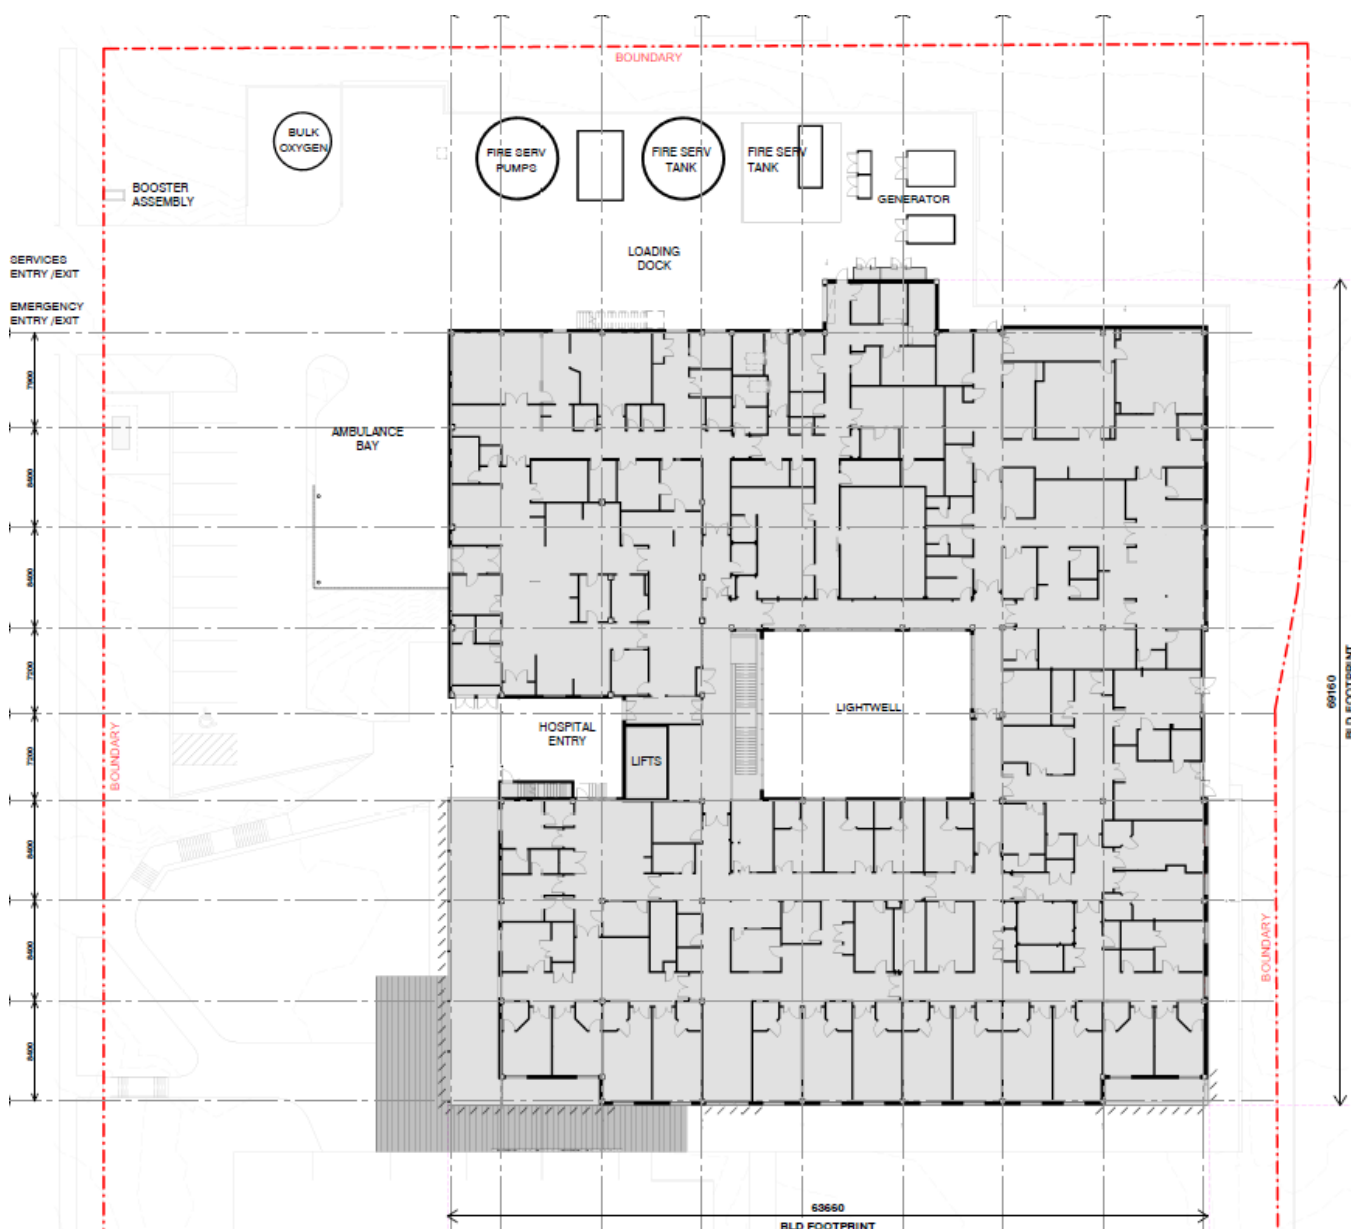 BOUNDARY
BULK
OXYGEN
FIRE SERV
PUMPS
FIRE SERV
TANK
FIRE SERV
TANK
BOOSTER
ASSEMBLY
GENERATOR
LOADING
DOCK
SERVICES
ENTRY /EXIT
EMERGENCY
ENTRY /EXIT
7900
AMBULANCE
BAY
8400
8400
7200
69160
BLD FOOTPRINT
LIGHTWELL
HOSPITAL
ENTRY
BOUNDARY
7200
LIFTS
8400
8400
BOUNDARY
8400
63660
BLD FOOTPRINT